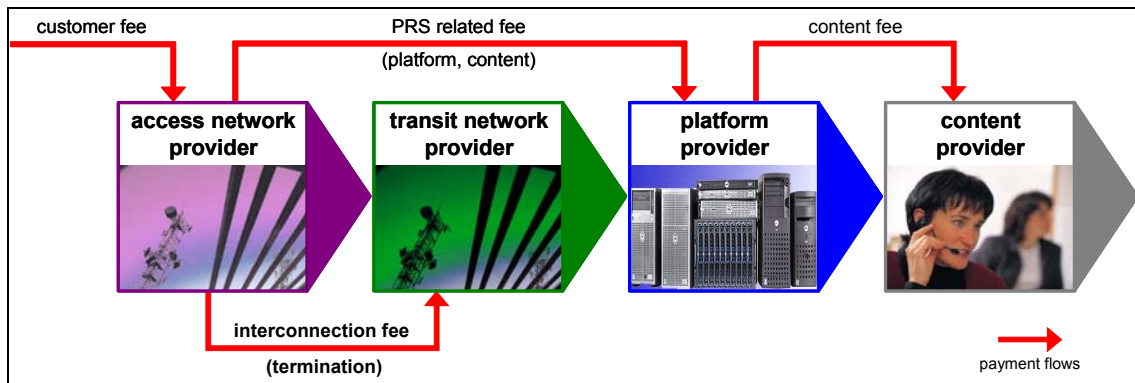 customer fee
PRS related fee
(platform, content)
content fee
access network
provider
transit network
provider
platform
provider
content
provider
interconnection fee
(termination)
payment flows